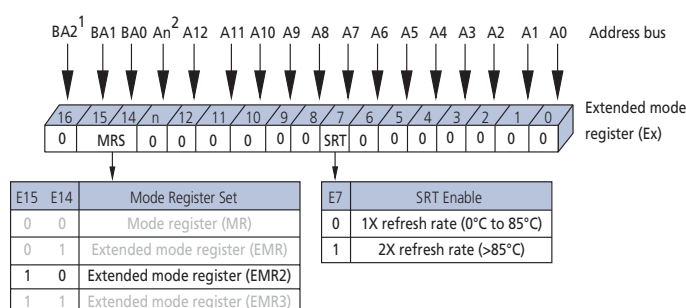 BA2¹ BA1 BA0 An² A12 A11 A10 A9 A8 A7 A6 A5 A4 A3 A2 A1 A0 Address bus
16 15 14 n 12 11 10 9 8 7 6 5 4 3 2 1 0 Extended mode
register (Ex)
0 MRS 0 0 0 0 0 0 SRT 0 0 0 0 0 0 0
E15 E14 Mode Register Set
0 0 Mode register (MR)
0 1 Extended mode register (EMR)
1 0 Extended mode register (EMR2)
1 1 Extended mode register (EMR3)
E7 SRT Enable
0 1X refresh rate (0°C to 85°C)
1 2X refresh rate (>85°C)